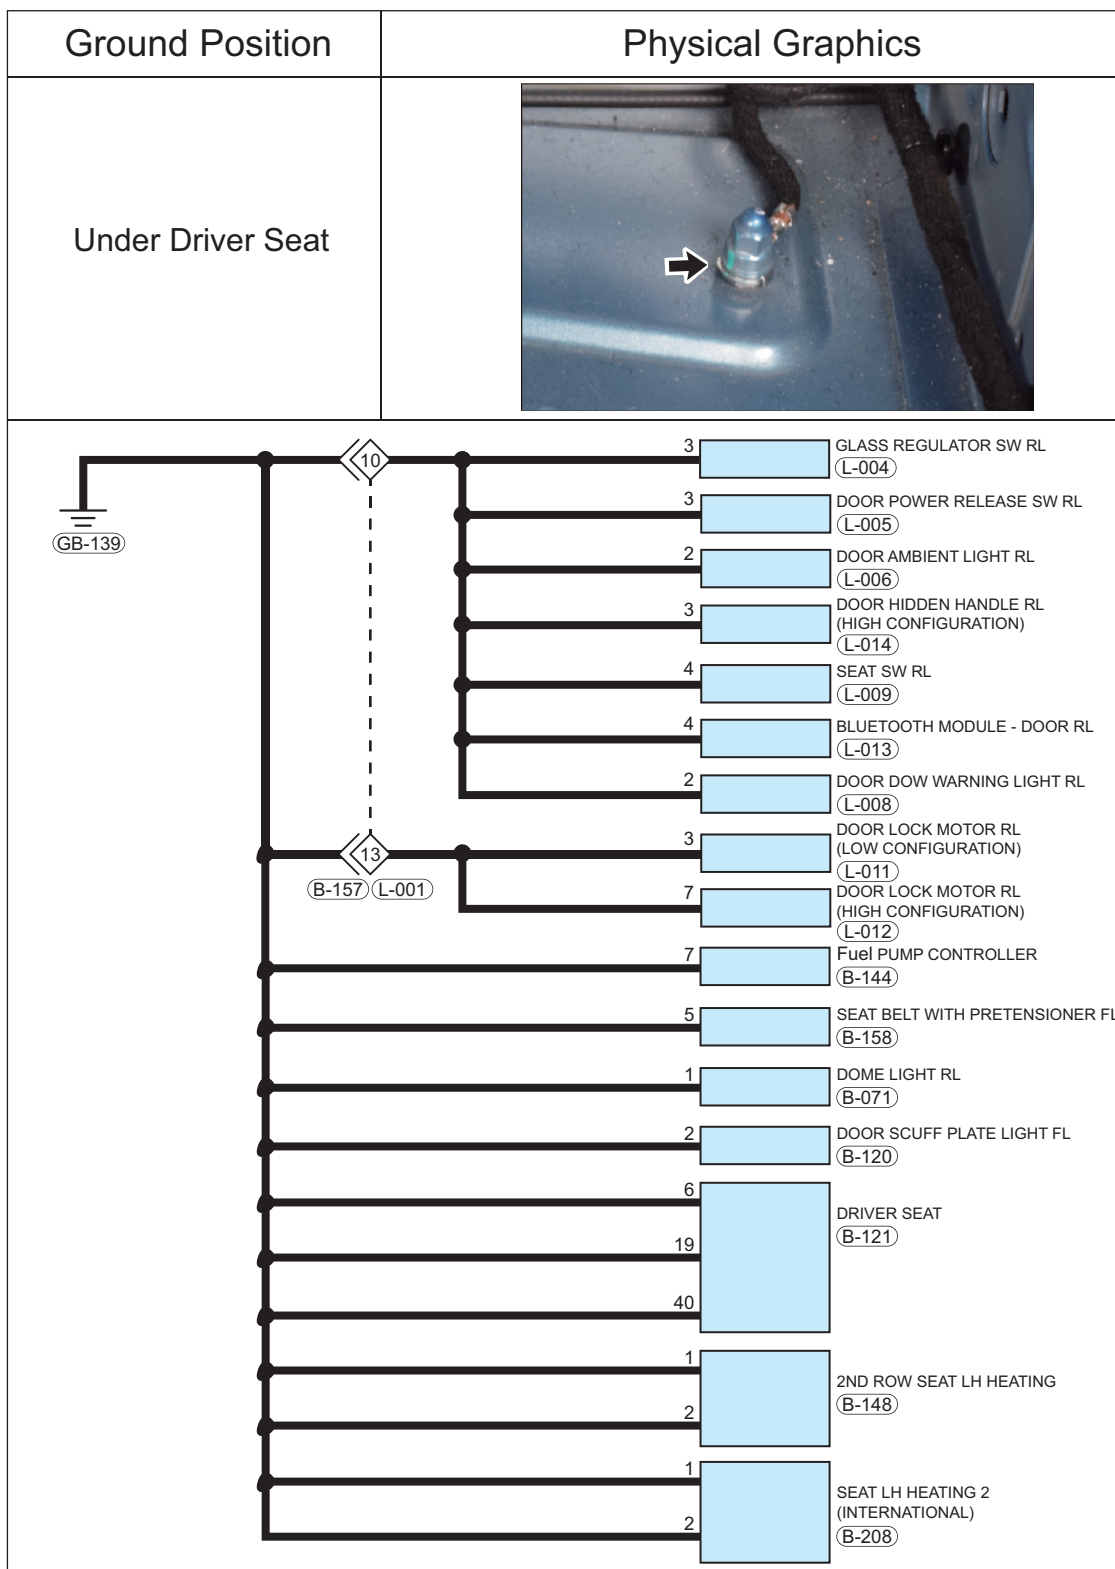 Ground Position
Physical Graphics
Under Driver Seat
GB-139
10
3
GLASS REGULATOR SW RL
L-004
3
DOOR POWER RELEASE SW RL
L-005
2
DOOR AMBIENT LIGHT RL
L-006
3
DOOR HIDDEN HANDLE RL
(HIGH CONFIGURATION)
L-014
4
SEAT SW RL
L-009
4
BLUETOOTH MODULE - DOOR RL
L-013
2
DOOR DOW WARNING LIGHT RL
L-008
13
B-157 L-001
3
DOOR LOCK MOTOR RL
(LOW CONFIGURATION)
L-011
7
DOOR LOCK MOTOR RL
(HIGH CONFIGURATION)
L-012
7
Fuel PUMP CONTROLLER
B-144
5
SEAT BELT WITH PRETENSIONER FL
B-158
1
DOME LIGHT RL
B-071
2
DOOR SCUFF PLATE LIGHT FL
B-120
6
19
40
DRIVER SEAT
B-121
1
2
2ND ROW SEAT LH HEATING
B-148
1
2
SEAT LH HEATING 2
(INTERNATIONAL)
B-208